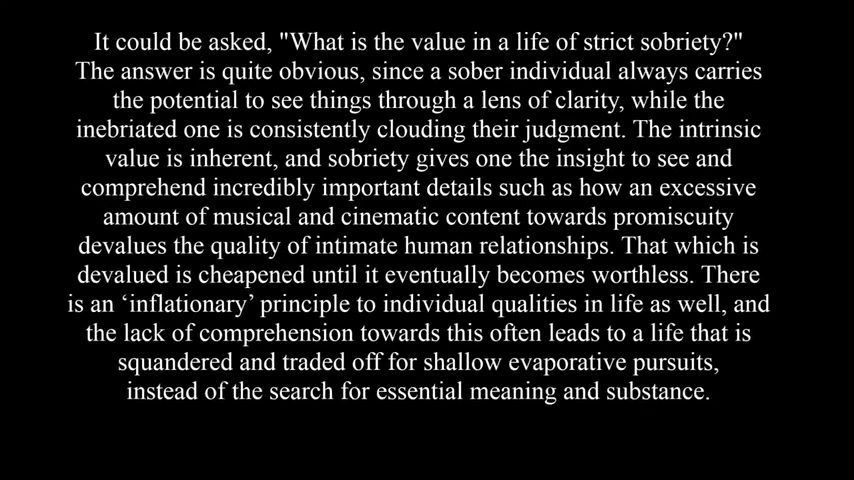 It could be asked, "What is the value in a life of strict sobriety?"
The answer is quite obvious, since a sober individual always carries
the potential to see things through a lens of clarity, while the
inebriated one is consistently clouding their judgment. The intrinsic
value is inherent, and sobriety gives one the insight to see and
comprehend incredibly important details such as how an excessive
amount of musical and cinematic content towards promiscuity
devalues the quality of intimate human relationships. That which is
devalued is cheapened until it eventually becomes worthless. There
is an ‘inflationary’ principle to individual qualities in life as well, and
the lack of comprehension towards this often leads to a life that is
squandered and traded off for shallow evaporative pursuits,
instead of the search for essential meaning and substance.